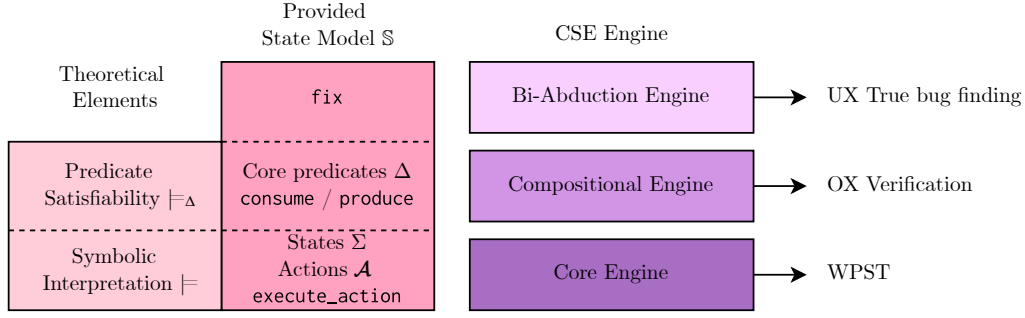 Provided
State Model 𝕊
CSE Engine
Theoretical
Elements
fix
Bi-Abduction Engine
UX True bug finding
Predicate
Satisfiability ⊨Δ
Core predicates Δ
consume / produce
Compositional Engine
OX Verification
Symbolic
Interpretation ⊨
States Σ
Actions 𝓐
execute_action
Core Engine
WPST